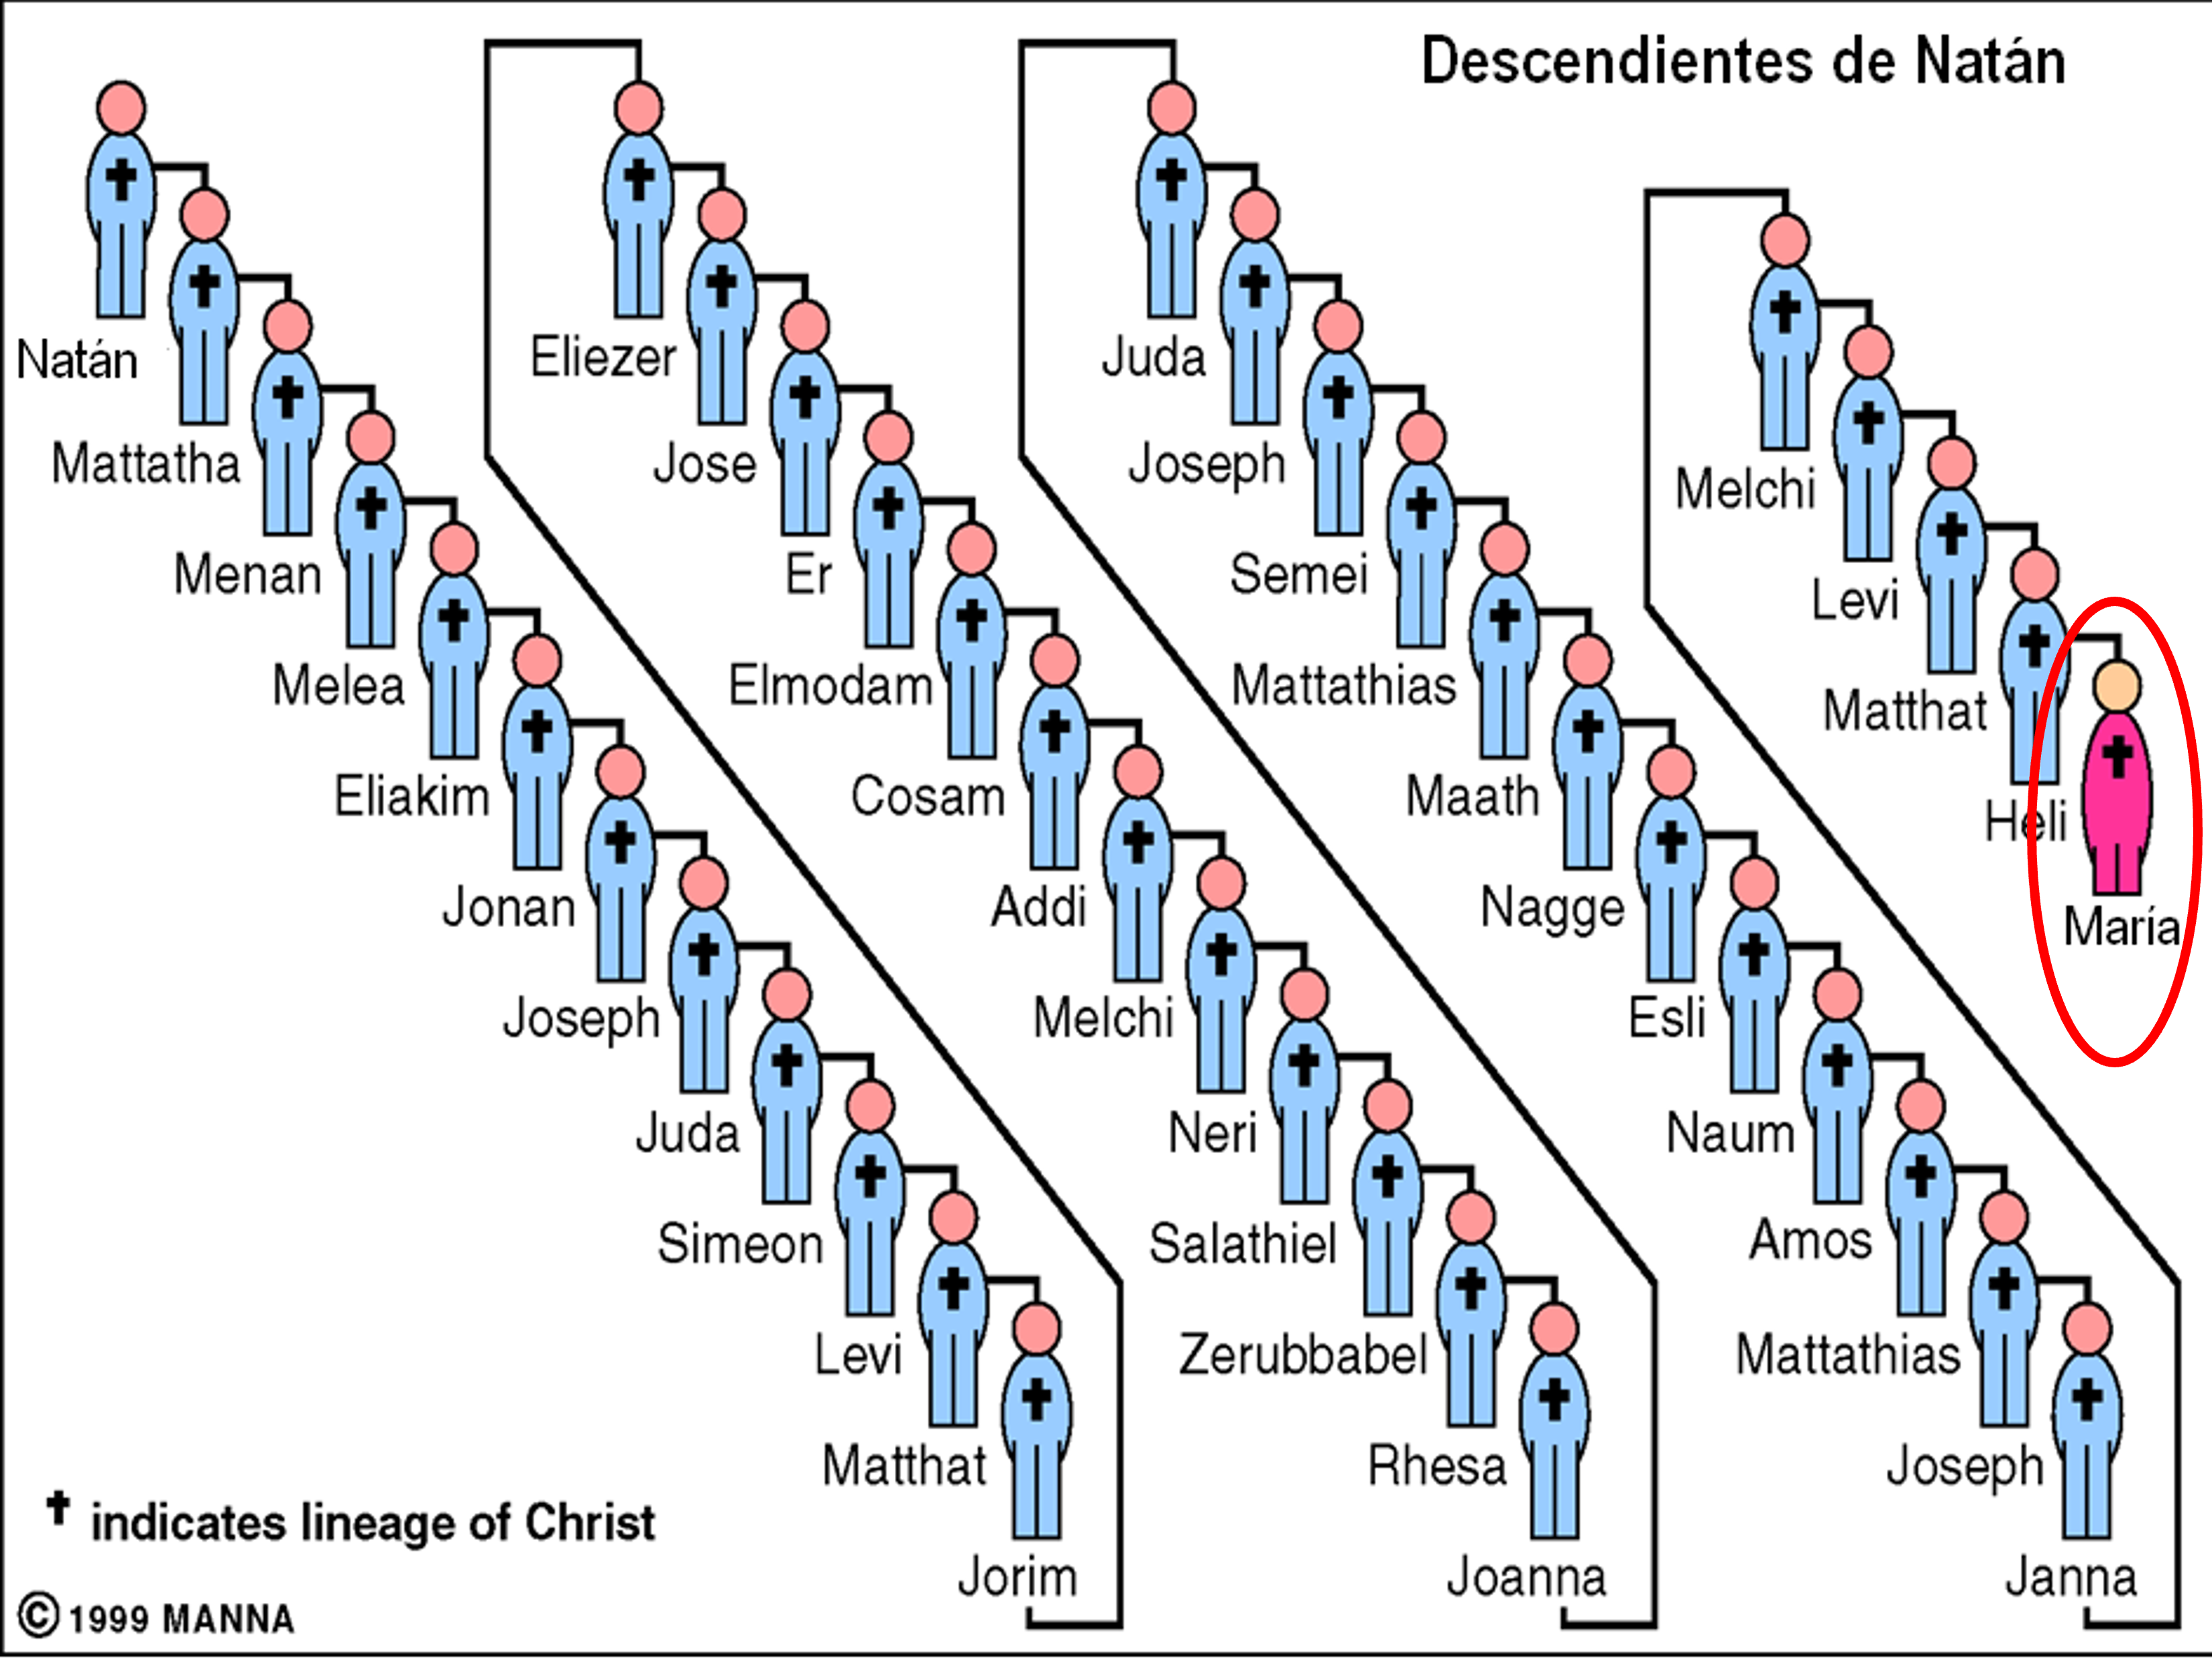 Descendientes de Natán
Natán
Mattatha
Menan
Melea
Eliakim
Jonan
Joseph
Juda
Simeon
Levi
Matthat
Jorim
Eliezer
Jose
Er
Elmodam
Cosam
Addi
Melchi
Neri
Salathiel
Zerubbabel
Rhesa
Joanna
Juda
Joseph
Semei
Mattathias
Maath
Nagge
Esli
Naum
Amos
Mattathias
Joseph
Janna
Melchi
Levi
Matthat
Heli
María
✝ indicates lineage of Christ
© 1999 MANNA